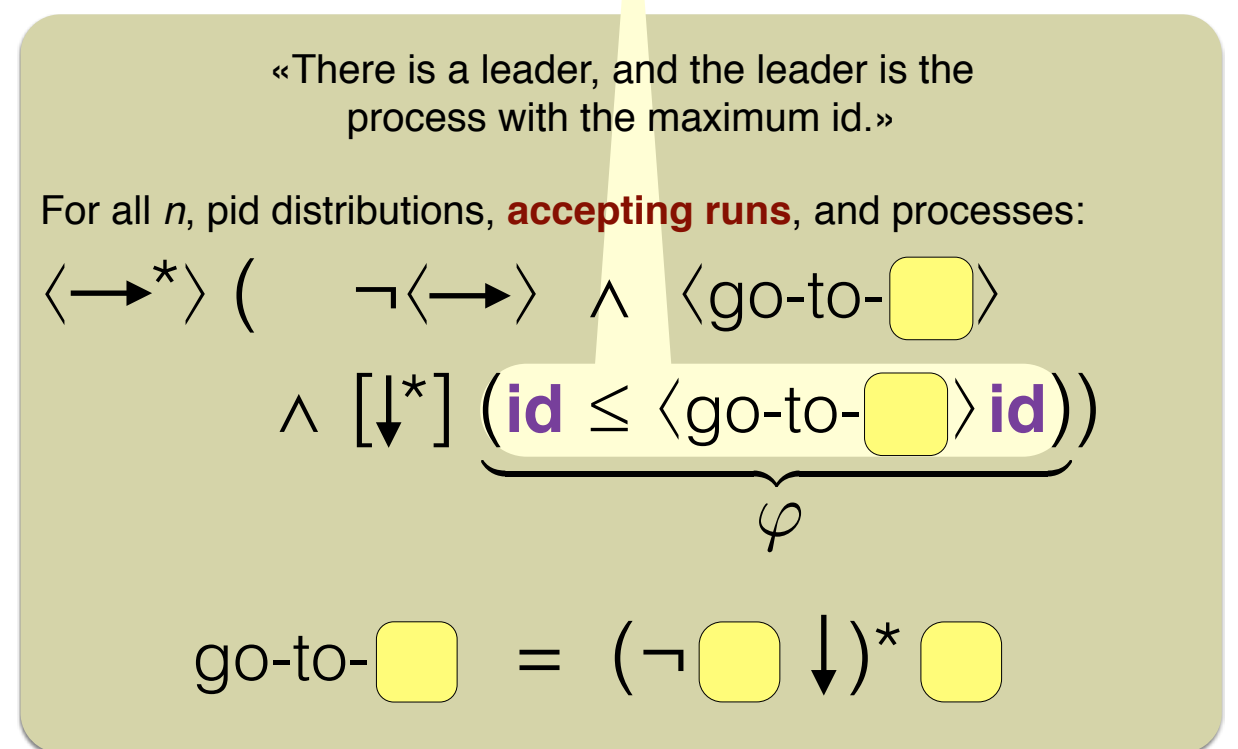 «There is a leader, and the leader is the
process with the maximum id.»
For all n, pid distributions, accepting runs, and processes:
⟨→*⟩ ( ¬⟨→⟩ ∧ ⟨go-to-🟨⟩
∧ [↓*] (id ≤ ⟨go-to-🟨⟩id))
φ
go-to-🟨 = (¬🟨 ↓)* 🟨